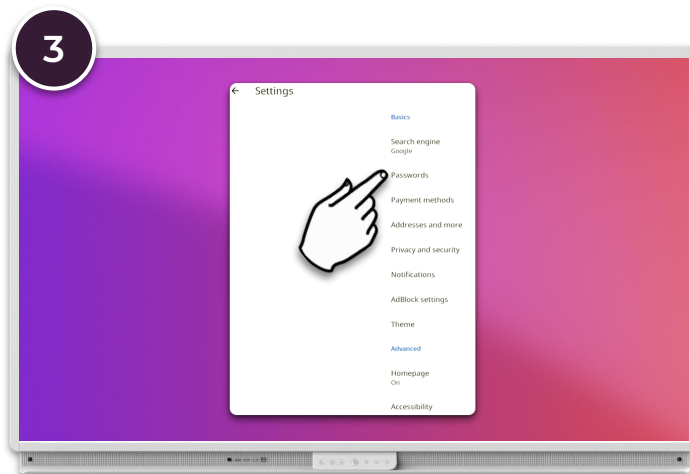 3
← Settings
Basics
Search engine
Google
Passwords
Payment methods
Addresses and more
Privacy and security
Notifications
AdBlock settings
Theme
Advanced
Homepage
On
Accessibility